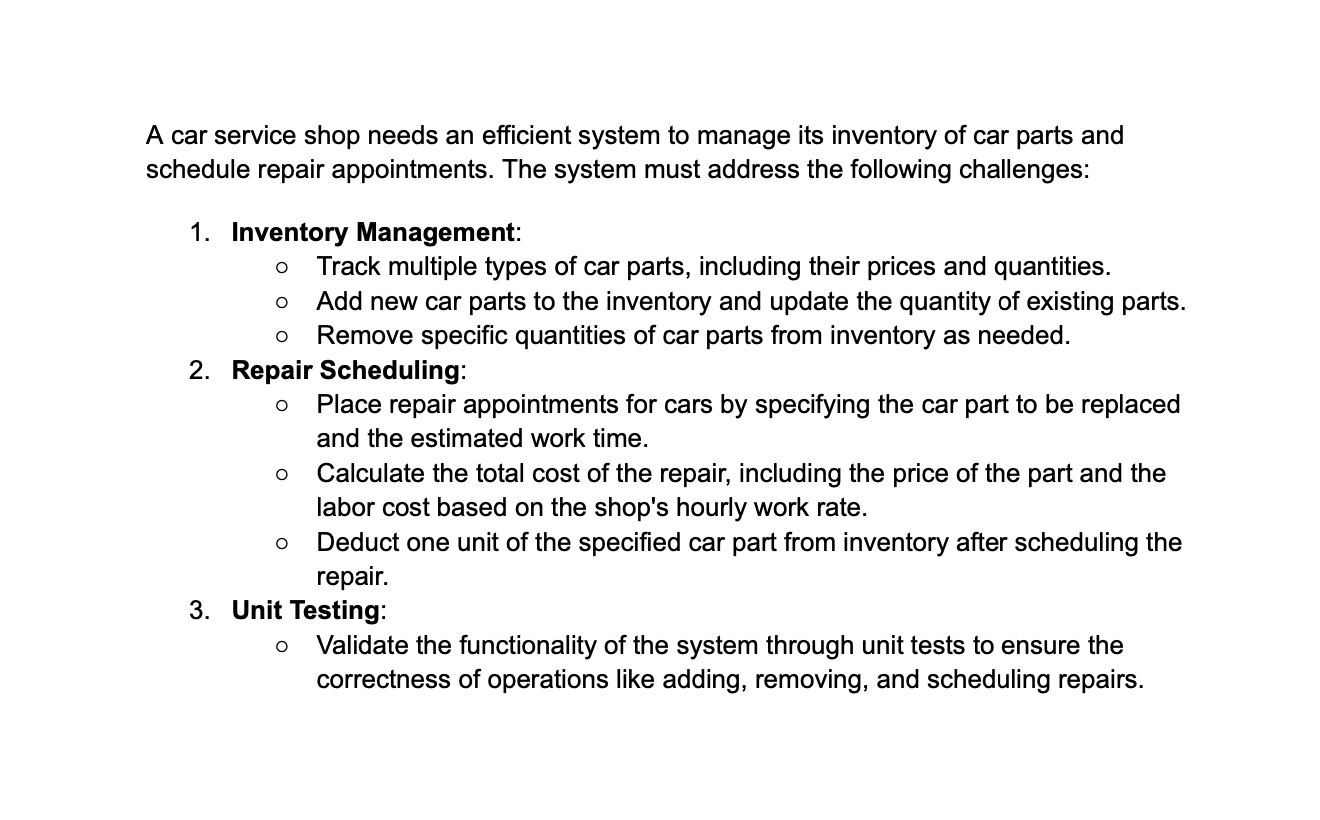 A car service shop needs an efficient system to manage its inventory of car parts and
schedule repair appointments. The system must address the following challenges:
1. Inventory Management:
○ Track multiple types of car parts, including their prices and quantities.
○ Add new car parts to the inventory and update the quantity of existing parts.
○ Remove specific quantities of car parts from inventory as needed.
2. Repair Scheduling:
○ Place repair appointments for cars by specifying the car part to be replaced
and the estimated work time.
○ Calculate the total cost of the repair, including the price of the part and the
labor cost based on the shop's hourly work rate.
○ Deduct one unit of the specified car part from inventory after scheduling the
repair.
3. Unit Testing:
○ Validate the functionality of the system through unit tests to ensure the
correctness of operations like adding, removing, and scheduling repairs.